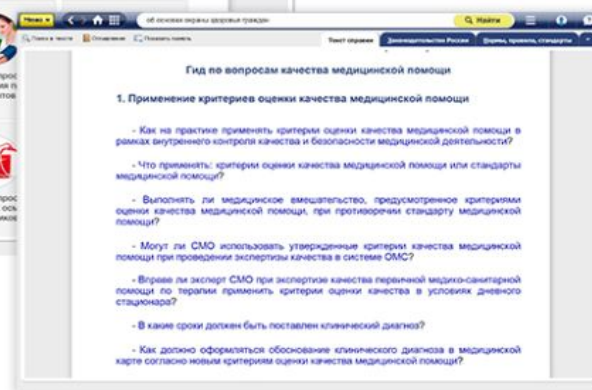 Меню
об основах охраны здоровья граждан
Найти
Поиск в тексте Оглавление Показать панель
Текст справки Законодательство России Нормы, правила, стандарты
Гид по вопросам качества медицинской помощи
1. Применение критериев оценки качества медицинской помощи
- Как на практике применять критерии оценки качества медицинской помощи в
рамках внутреннего контроля качества и безопасности медицинской деятельности?
- Что применять: критерии оценки качества медицинской помощи или стандарты
медицинской помощи?
- Выполнять ли медицинское вмешательство, предусмотренное критериями
оценки качества медицинской помощи, при противоречии стандарту медицинской
помощи?
- Могут ли СМО использовать утвержденные критерии качества медицинской
помощи при проведении экспертизы качества в системе ОМС?
- Вправе ли эксперт СМО при экспертизе качества первичной медико-санитарной
помощи по терапии применить критерии оценки качества в условиях дневного
стационара?
- В какие сроки должен быть поставлен клинический диагноз?
- Как должно оформляться обоснование клинического диагноза в медицинской
карте согласно новым критериям оценки качества медицинской помощи?